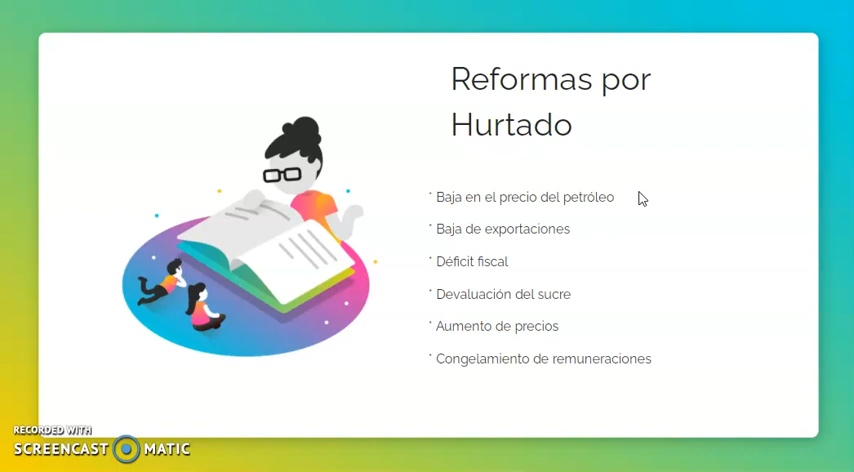 Reformas por
Hurtado
* Baja en el precio del petróleo
* Baja de exportaciones
* Déficit fiscal
* Devaluación del sucre
* Aumento de precios
* Congelamiento de remuneraciones
RECORDED WITH
SCREENCAST MATIC